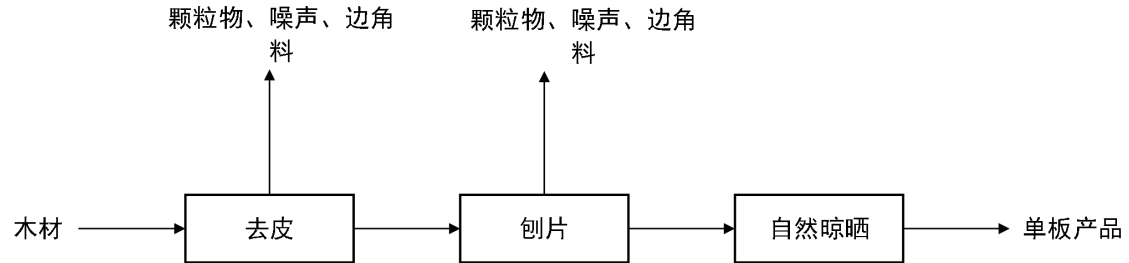 颗粒物、噪声、边角
料
颗粒物、噪声、边角
料
木材
去皮
刨片
自然晾晒
单板产品